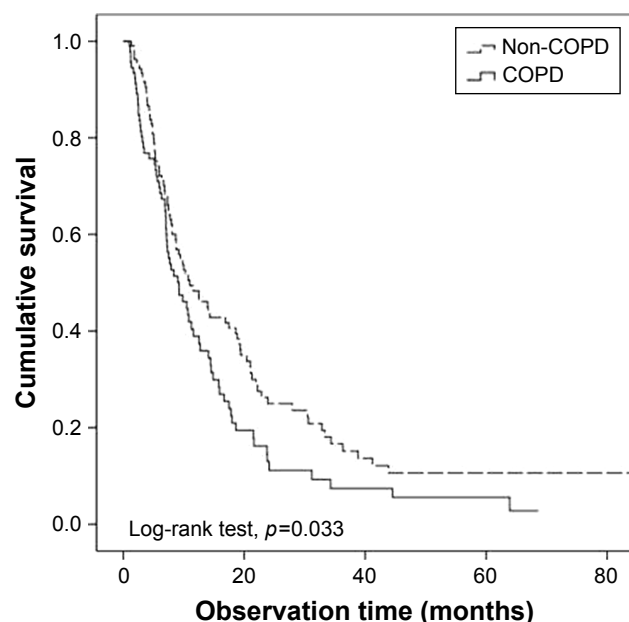 1.0
Non-COPD
COPD
0.8
0.6
0.4
0.2
0.0
Cumulative survival
Log-rank test, p=0.033
0 20 40 60 80
Observation time (months)